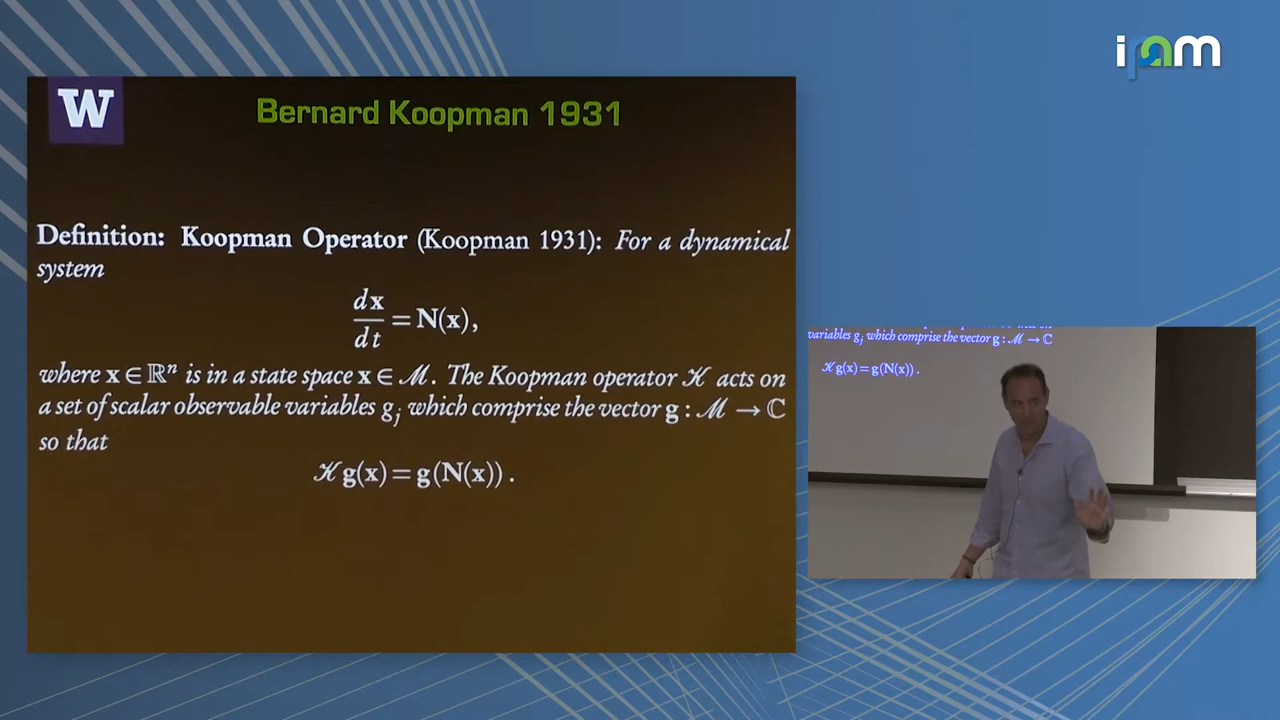 ipam
W
Bernard Koopman 1931
Definition: Koopman Operator (Koopman 1931): For a dynamical
system
dx/dt = N(x),
where x ∈ ℝⁿ is in a state space x ∈ ℳ. The Koopman operator 𝒦 acts on
a set of scalar observable variables gⱼ which comprise the vector g : ℳ → ℂ
so that
𝒦 g(x) = g(N(x)) .
variables gⱼ which comprise the vector g : ℳ → ℂ
𝒦 g(x) = g(N(x)) .